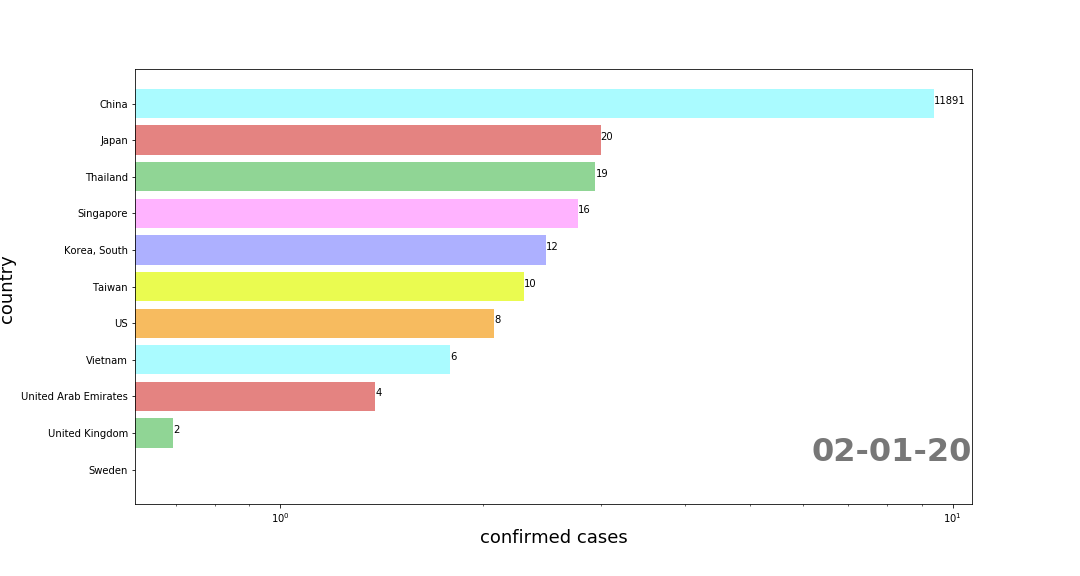 China 11891
Japan 20
Thailand 19
Singapore 16
Korea, South 12
Taiwan 10
US 8
Vietnam 6
United Arab Emirates 4
United Kingdom 2
Sweden
02-01-20
10⁰ 10¹
confirmed cases
country